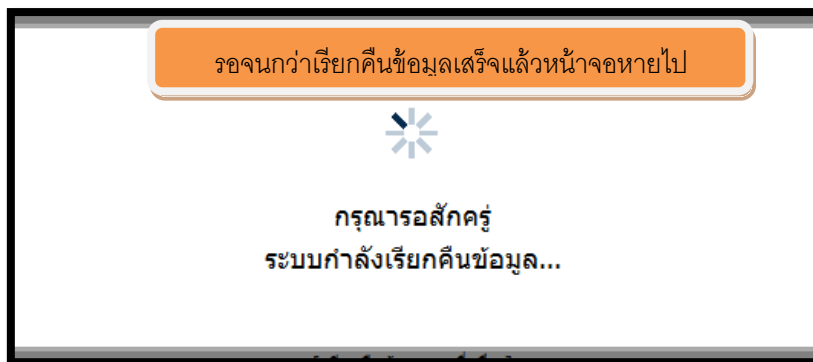 รอจนกว่าเรียกคืนข้อมูลเสร็จแล้วหน้าจอหายไป
กรุณารอสักครู่
ระบบกำลังเรียกคืนข้อมูล...